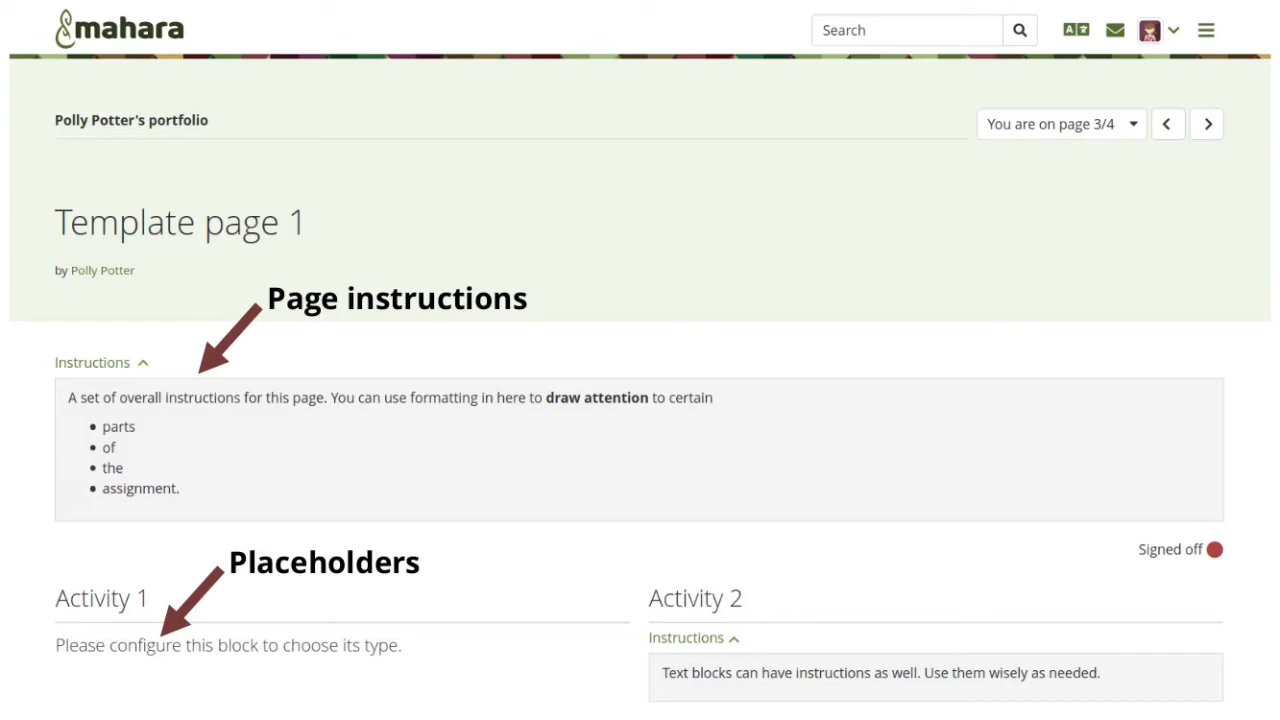 mahara
Search
Polly Potter's portfolio
You are on page 3/4
Template page 1
by Polly Potter
Page instructions
Instructions
A set of overall instructions for this page. You can use formatting in here to draw attention to certain
• parts
• of
• the
• assignment.
Signed off
Placeholders
Activity 1
Please configure this block to choose its type.
Activity 2
Instructions
Text blocks can have instructions as well. Use them wisely as needed.